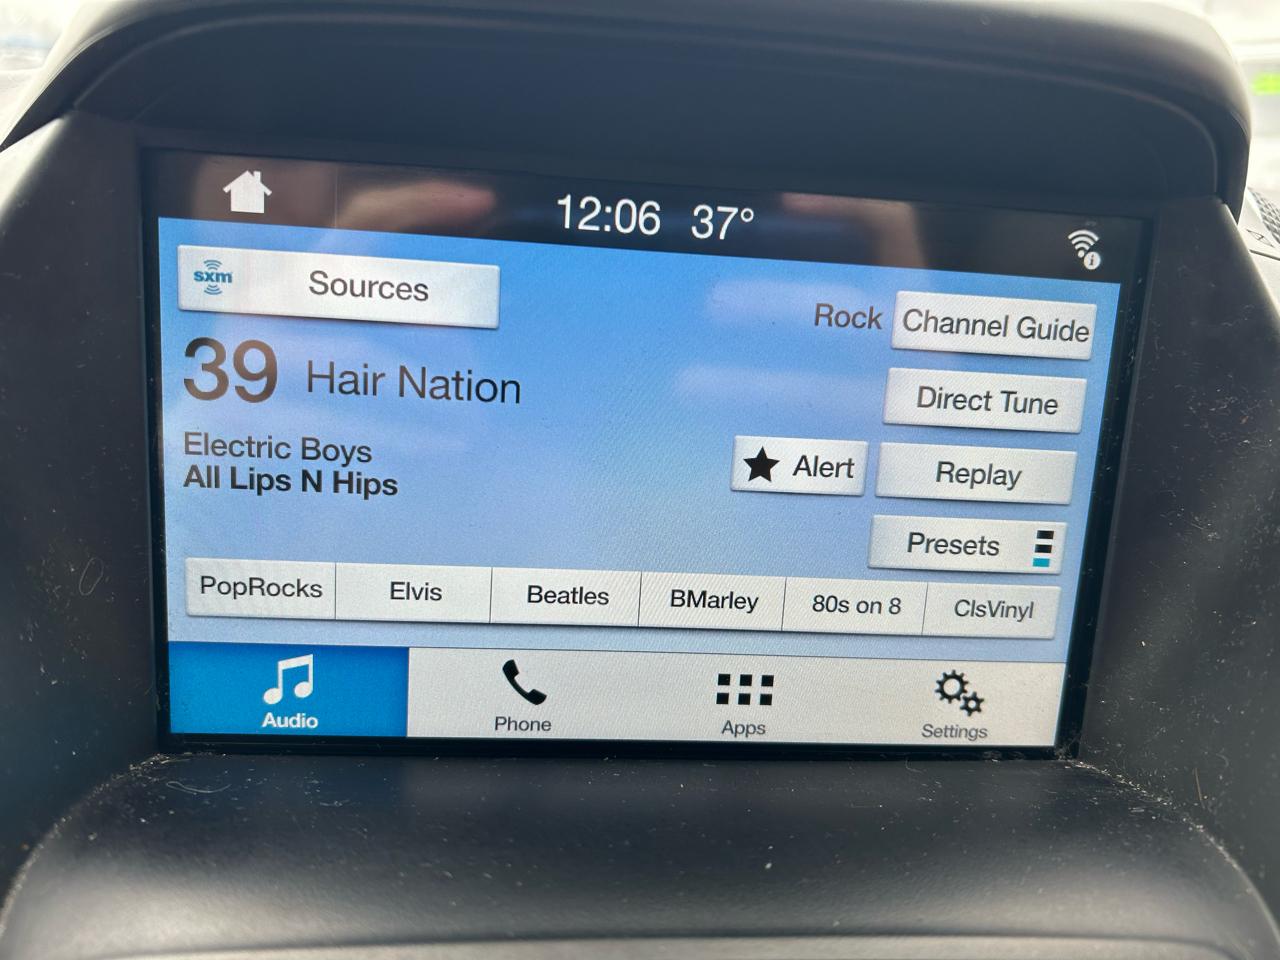 12:06 37°
sxm Sources
Rock Channel Guide
39 Hair Nation
Direct Tune
Electric Boys
All Lips N Hips
Alert Replay
Presets
PopRocks Elvis Beatles BMarley 80s on 8 ClsVinyl
Audio Phone Apps Settings